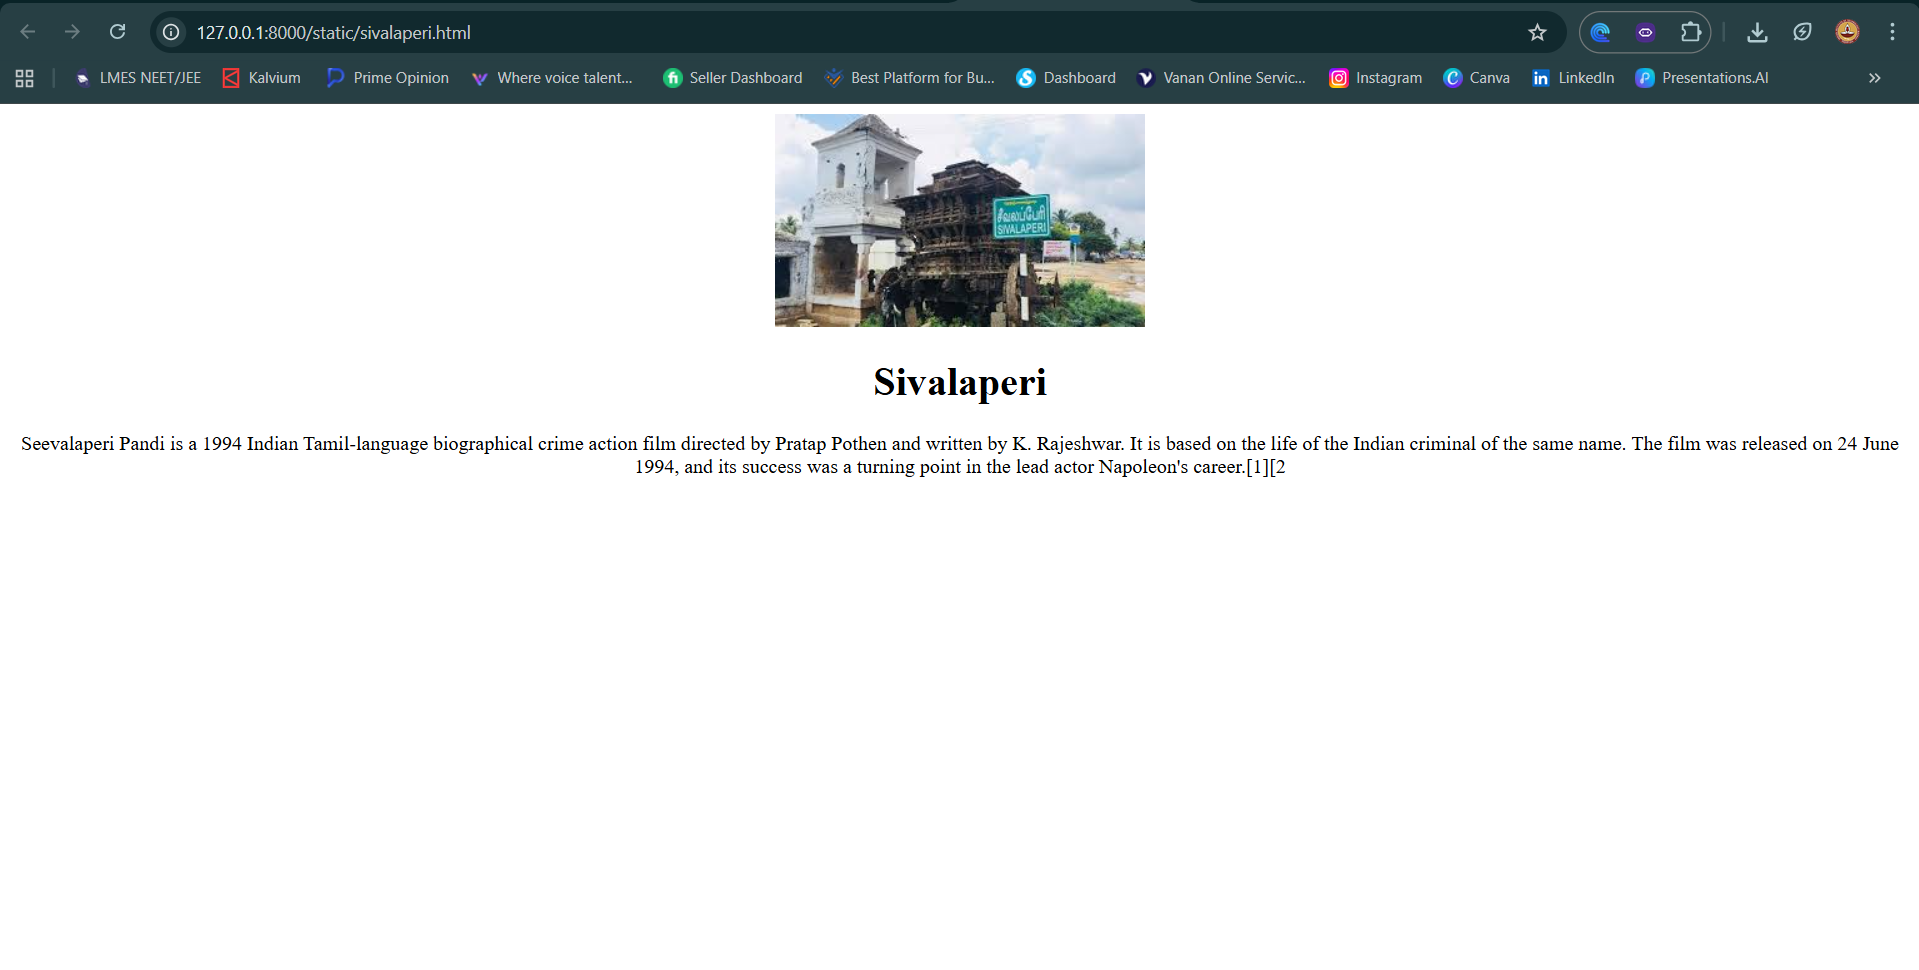 127.0.0.1:8000/static/sivalaperi.html
LMES NEET/JEE Kalvium Prime Opinion Where voice talent... Seller Dashboard Best Platform for Bu... Dashboard Vanan Online Servic... Instagram Canva LinkedIn Presentations.AI »
சீவலப்பேரி
SIVALAPERI
Sivalaperi
Seevalaperi Pandi is a 1994 Indian Tamil-language biographical crime action film directed by Pratap Pothen and written by K. Rajeshwar. It is based on the life of the Indian criminal of the same name. The film was released on 24 June
1994, and its success was a turning point in the lead actor Napoleon's career.[1][2